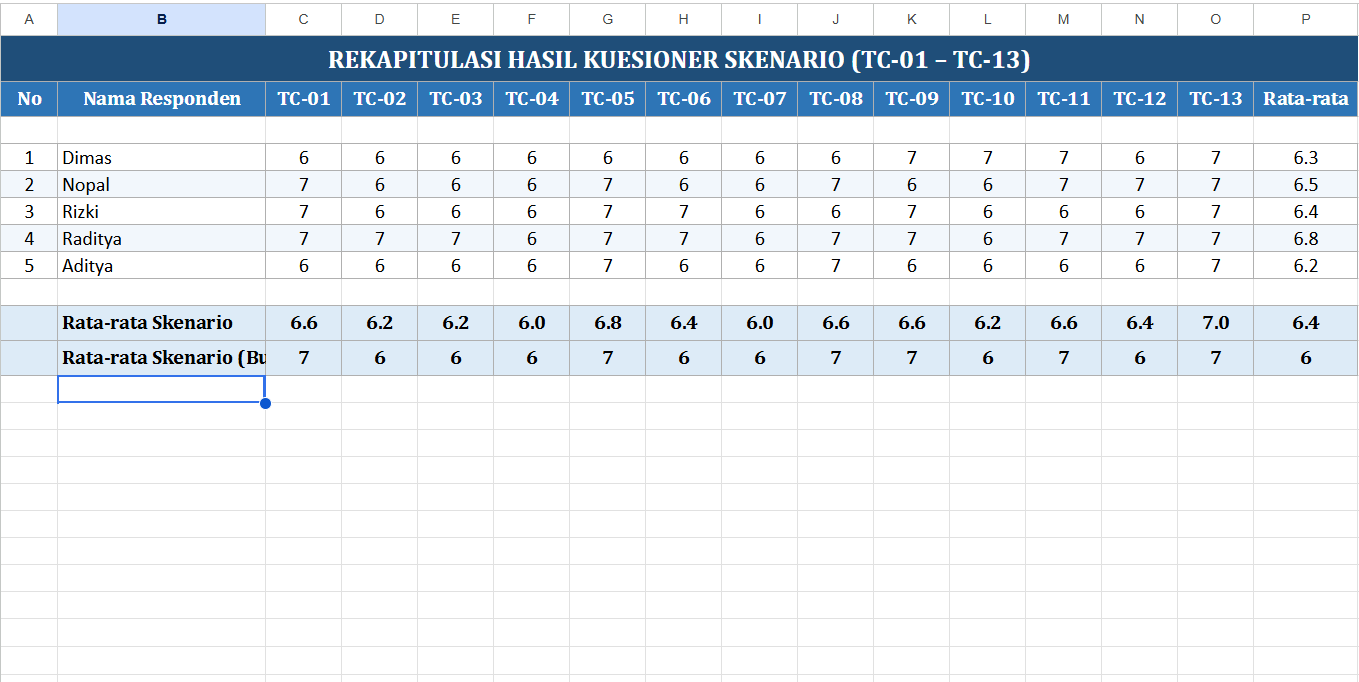 A B C D E F G H I J K L M N O P
REKAPITULASI HASIL KUESIONER SKENARIO (TC-01 – TC-13)
No Nama Responden TC-01 TC-02 TC-03 TC-04 TC-05 TC-06 TC-07 TC-08 TC-09 TC-10 TC-11 TC-12 TC-13 Rata-rata
1 Dimas 6 6 6 6 6 6 6 6 7 7 7 6 7 6.3
2 Nopal 7 6 6 6 7 6 6 7 6 6 7 7 7 6.5
3 Rizki 7 6 6 6 7 7 6 6 7 6 6 6 7 6.4
4 Raditya 7 7 7 6 7 7 6 7 7 6 7 7 7 6.8
5 Aditya 6 6 6 6 7 6 6 7 6 6 6 6 7 6.2
Rata-rata Skenario 6.6 6.2 6.2 6.0 6.8 6.4 6.0 6.6 6.6 6.2 6.6 6.4 7.0 6.4
Rata-rata Skenario (Bu 7 6 6 6 7 6 6 7 7 6 7 6 7 6